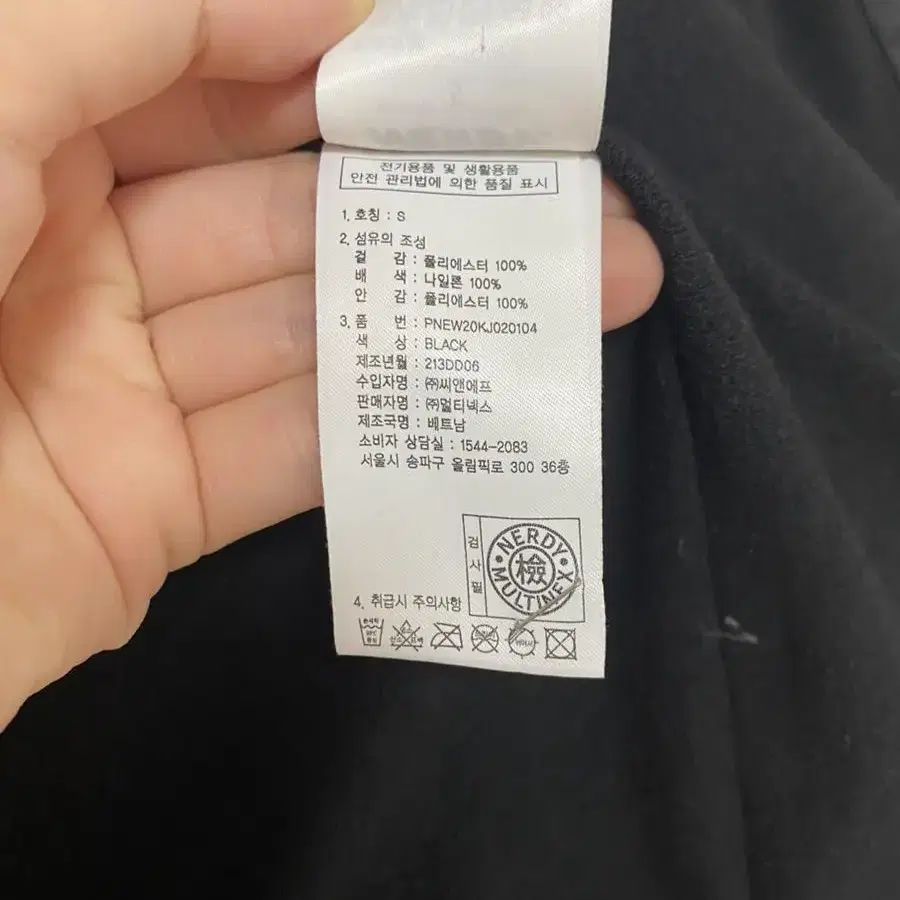 전기용품 및 생활용품
안전 관리법에 의한 품질 표시
1. 호칭 : S
2. 섬유의 조성
겉 감 : 폴리에스터 100%
배 색 : 나일론 100%
안 감 : 폴리에스터 100%
3. 품 번 : PNEW20KJ020104
색 상 : BLACK
제조년월 : 213DD06
수입자명 : ㈜씨앤에프
판매자명 : ㈜멀티넥스
제조국명 : 베트남
소비자 상담실 : 1544-2083
서울시 송파구 올림픽로 300 36층
검사필
NERDY
檢
MULTINEX
4. 취급시 주의사항